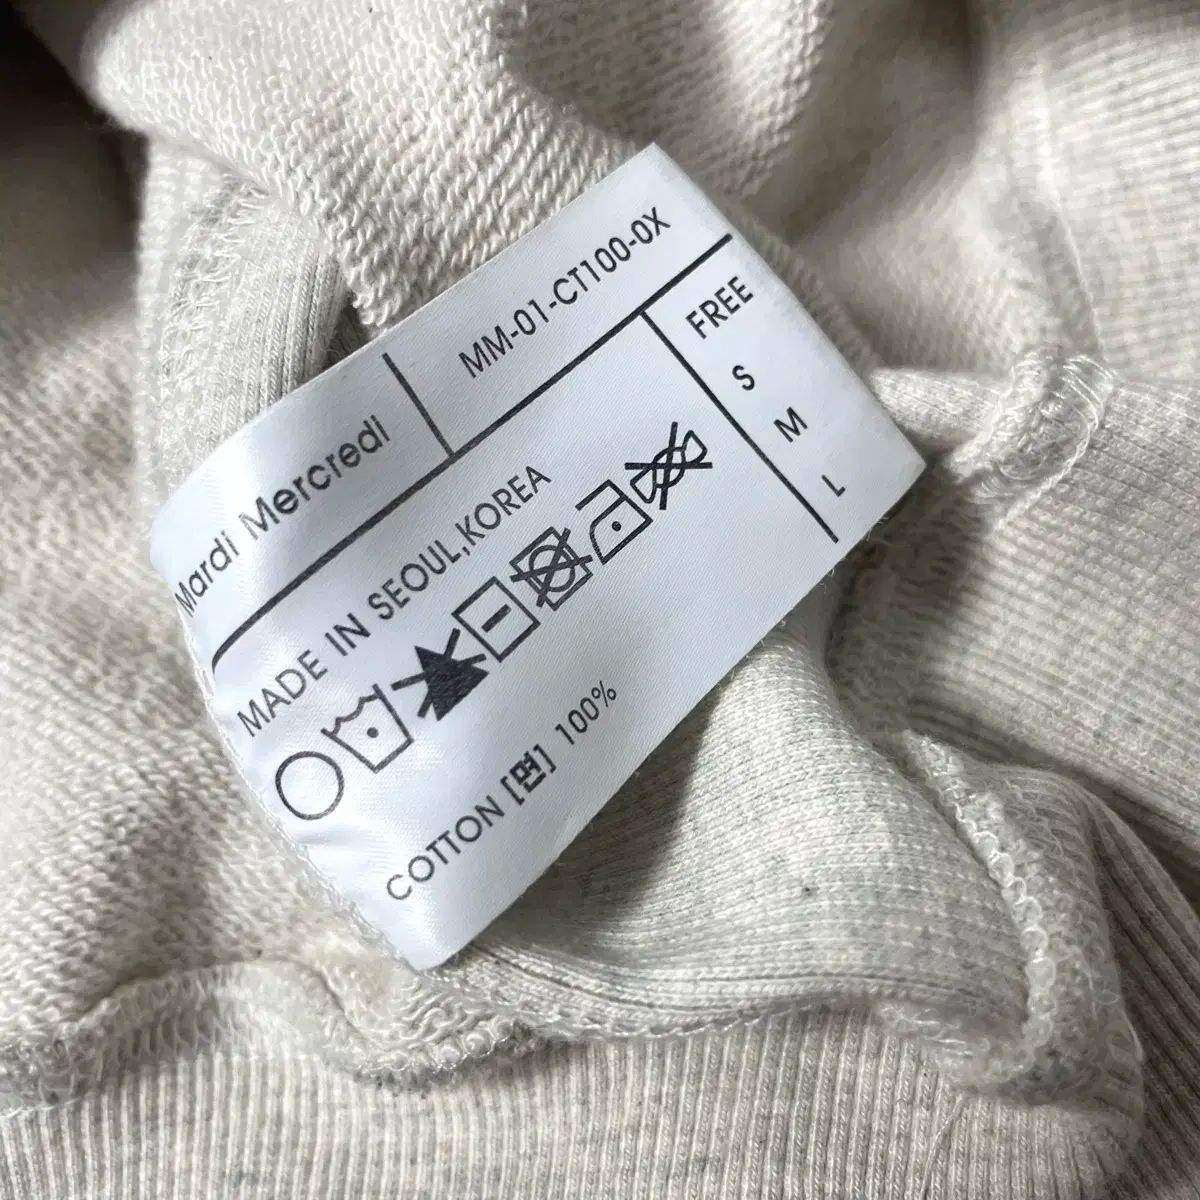 Mardi Mercredi
MM-01-CT100-0X
MADE IN SEOUL,KOREA
COTTON [면] 100%
FREE
S
M
L